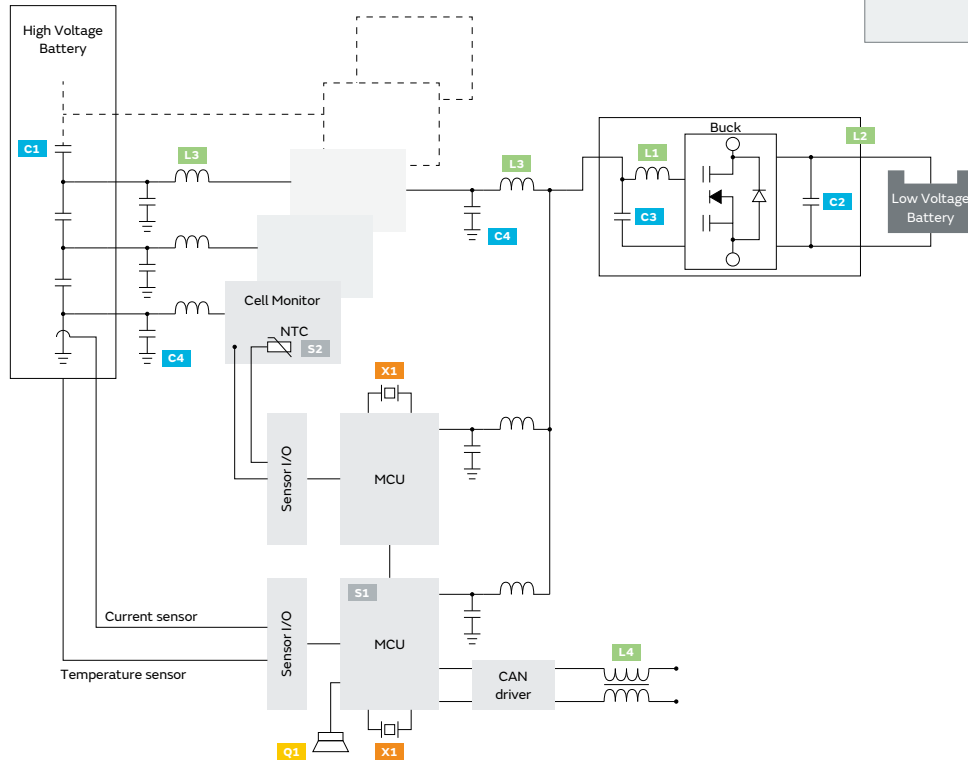 High Voltage
Battery
C1
L3
L3
C4
Buck
L2
L1
C3
C2
Low Voltage
Battery
Cell Monitor
NTC
S2
C4
X1
Sensor I/O
MCU
S1
Sensor I/O
MCU
Current sensor
Temperature sensor
CAN
driver
L4
Q1
X1